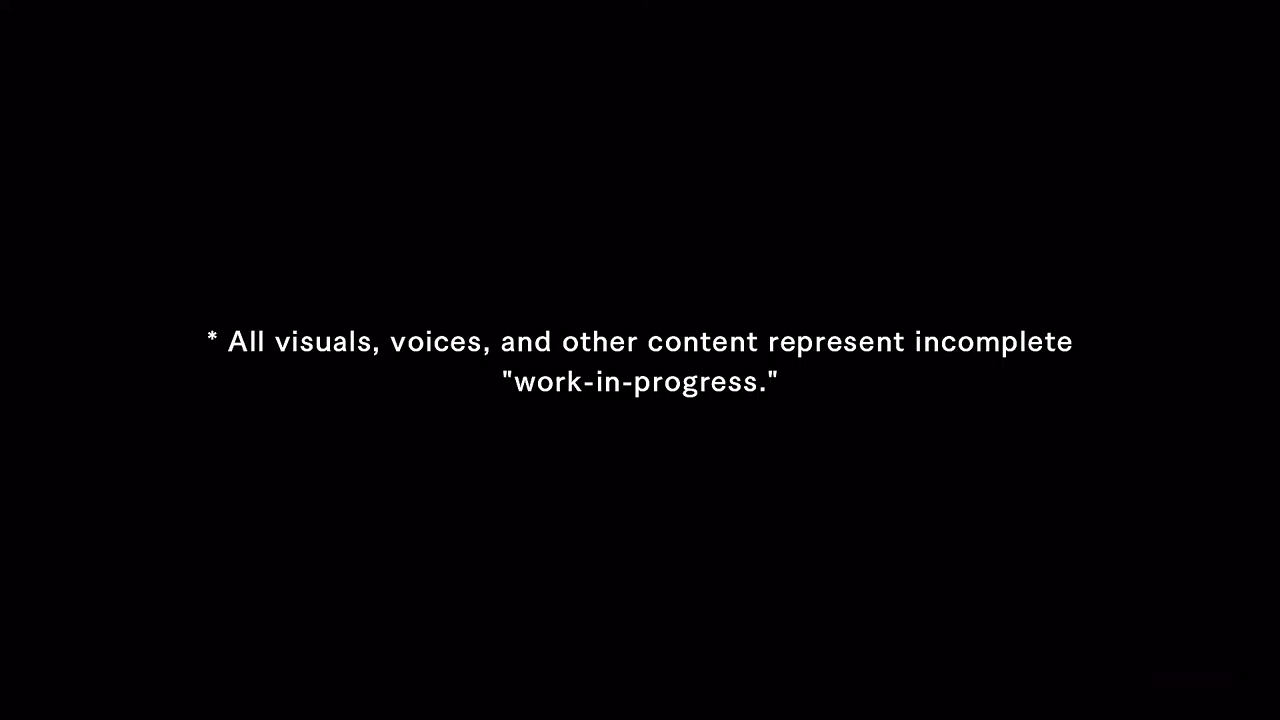 * All visuals, voices, and other content represent incomplete
"work-in-progress."